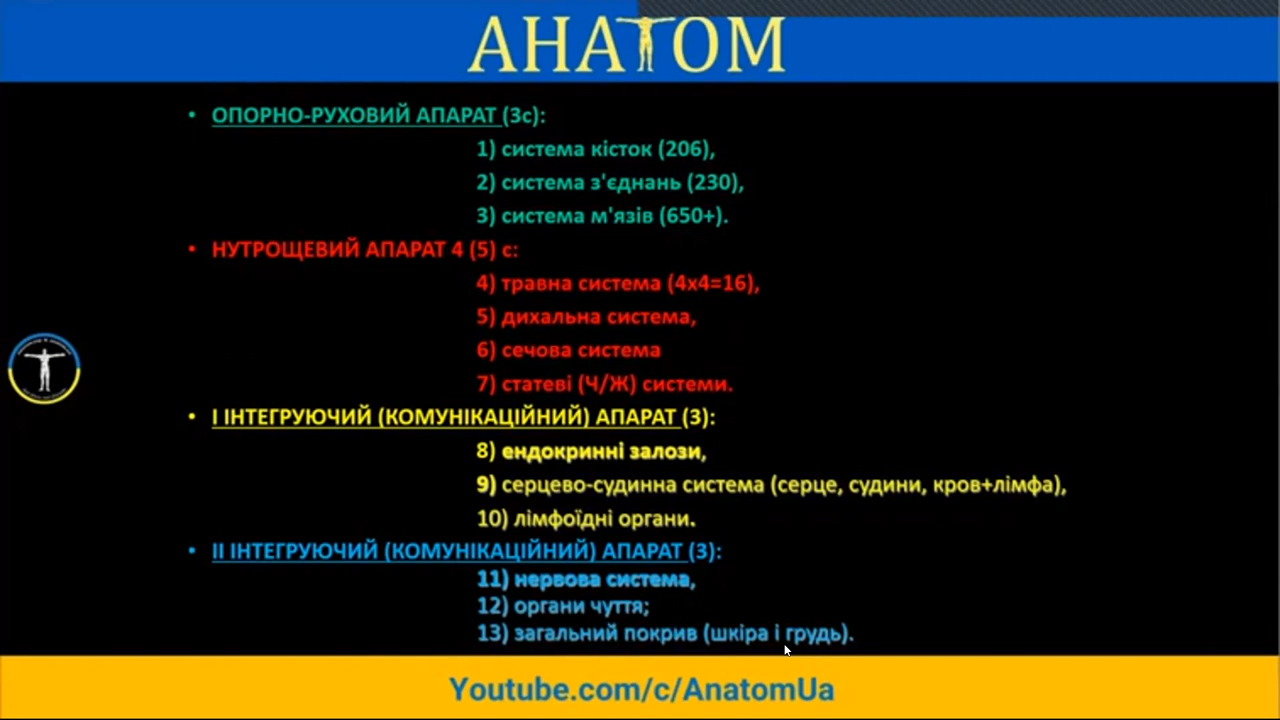 АНАТОМ
• ОПОРНО-РУХОВИЙ АПАРАТ (3с):
1) система кісток (206),
2) система з'єднань (230),
3) система м'язів (650+).
• НУТРОЩЕВИЙ АПАРАТ 4 (5) с:
4) травна система (4х4=16),
5) дихальна система,
6) сечова система
7) статеві (Ч/Ж) системи.
• І ІНТЕГРУЮЧИЙ (КОМУНІКАЦІЙНИЙ) АПАРАТ (3):
8) ендокринні залози,
9) серцево-судинна система (серце, судини, кров+лімфа),
10) лімфоїдні органи.
• ІІ ІНТЕГРУЮЧИЙ (КОМУНІКАЦІЙНИЙ) АПАРАТ (3):
11) нервова система,
12) органи чуття;
13) загальний покрив (шкіра і грудь).
Youtube.com/c/AnatomUa